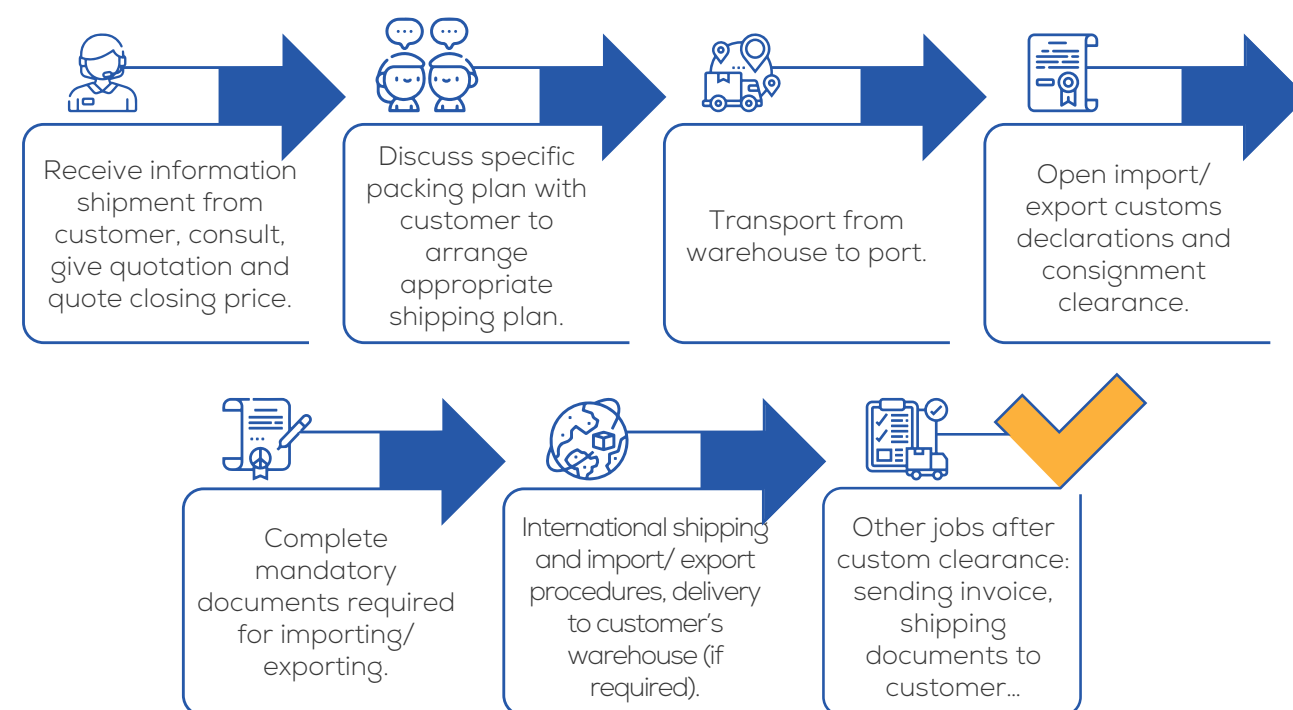 Receive information
shipment from
customer, consult,
give quotation and
quote closing price.
Discuss specific
packing plan with
customer to
arrange
appropriate
shipping plan.
Transport from
warehouse to port.
Open import/
export customs
declarations and
consignment
clearance.
Complete
mandatory
documents required
for importing/
exporting.
International shipping
and import/ export
procedures, delivery
to customer's
warehouse (if
required).
Other jobs after
custom clearance:
sending invoice,
shipping
documents to
customer...